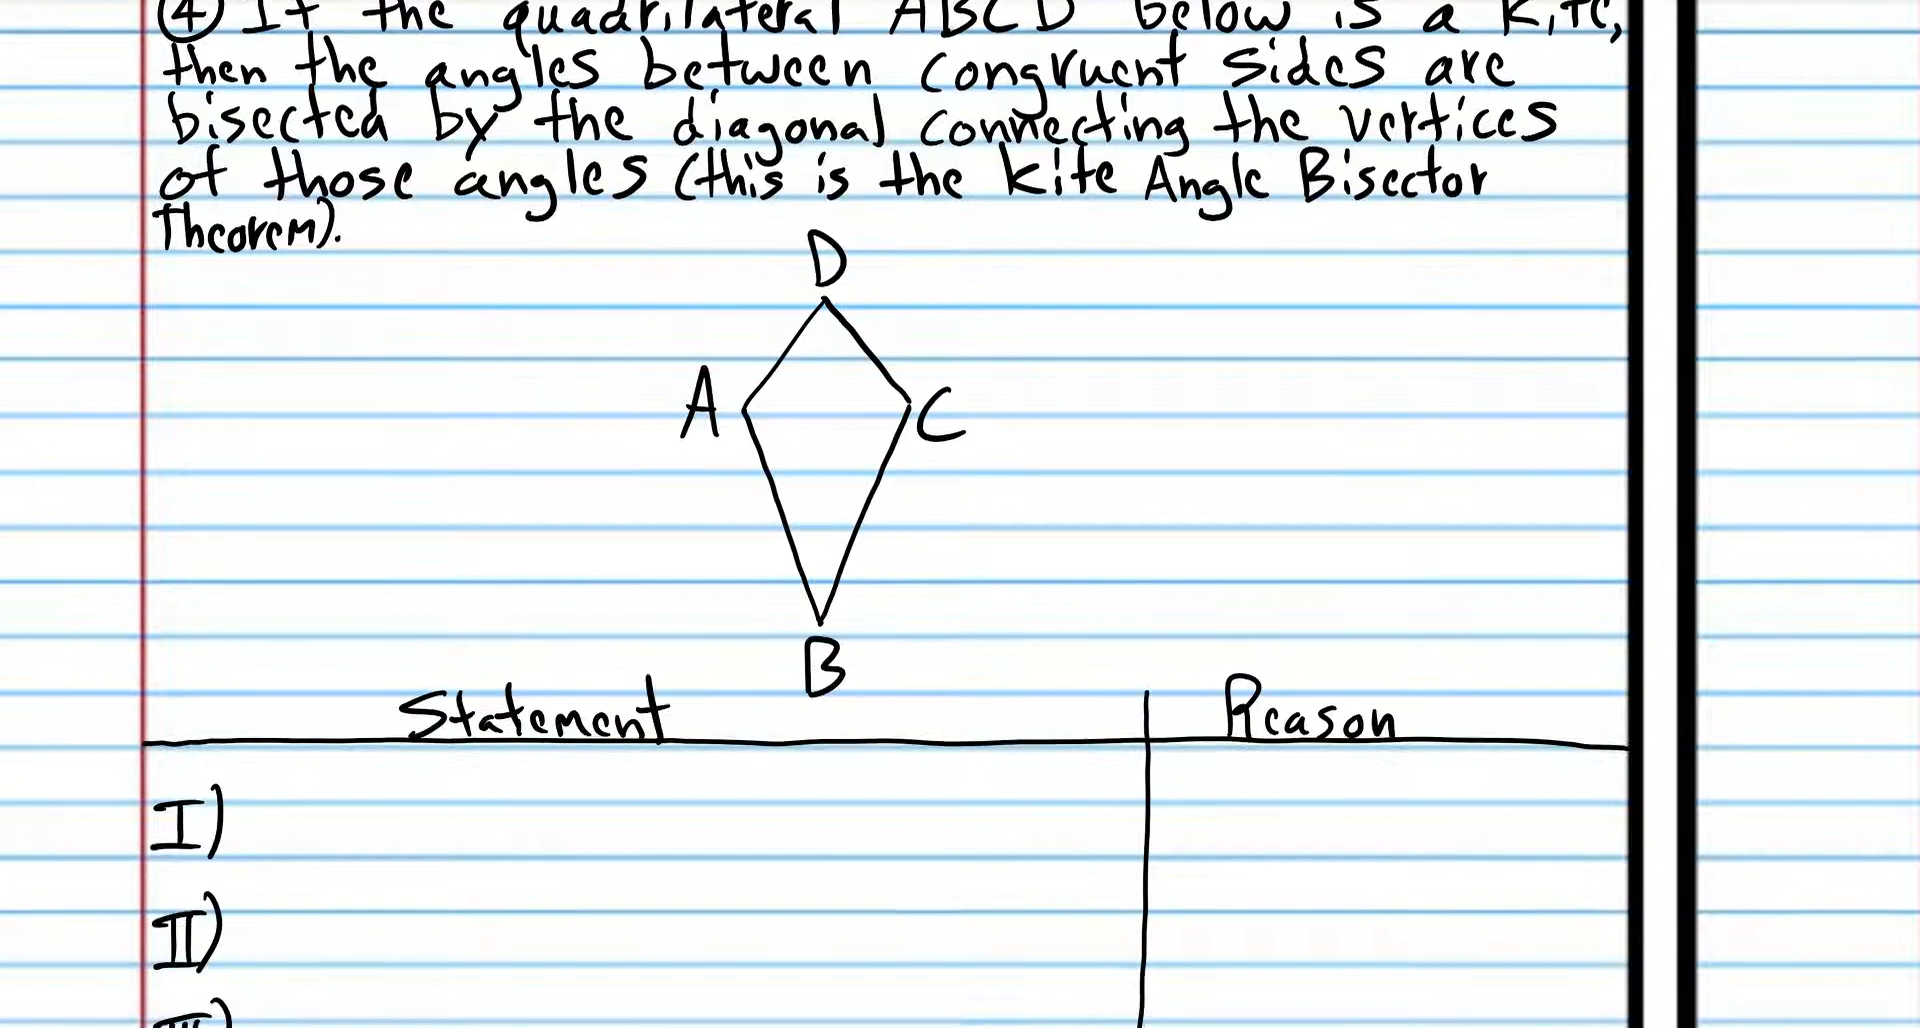 ④ If the quadrilateral ABCD below is a kite,
then the angles between congruent sides are
bisected by the diagonal connecting the vertices
of those angles (this is the kite Angle Bisector
Theorem).
D
A
C
B
Statement Reason
I)
II)
III)